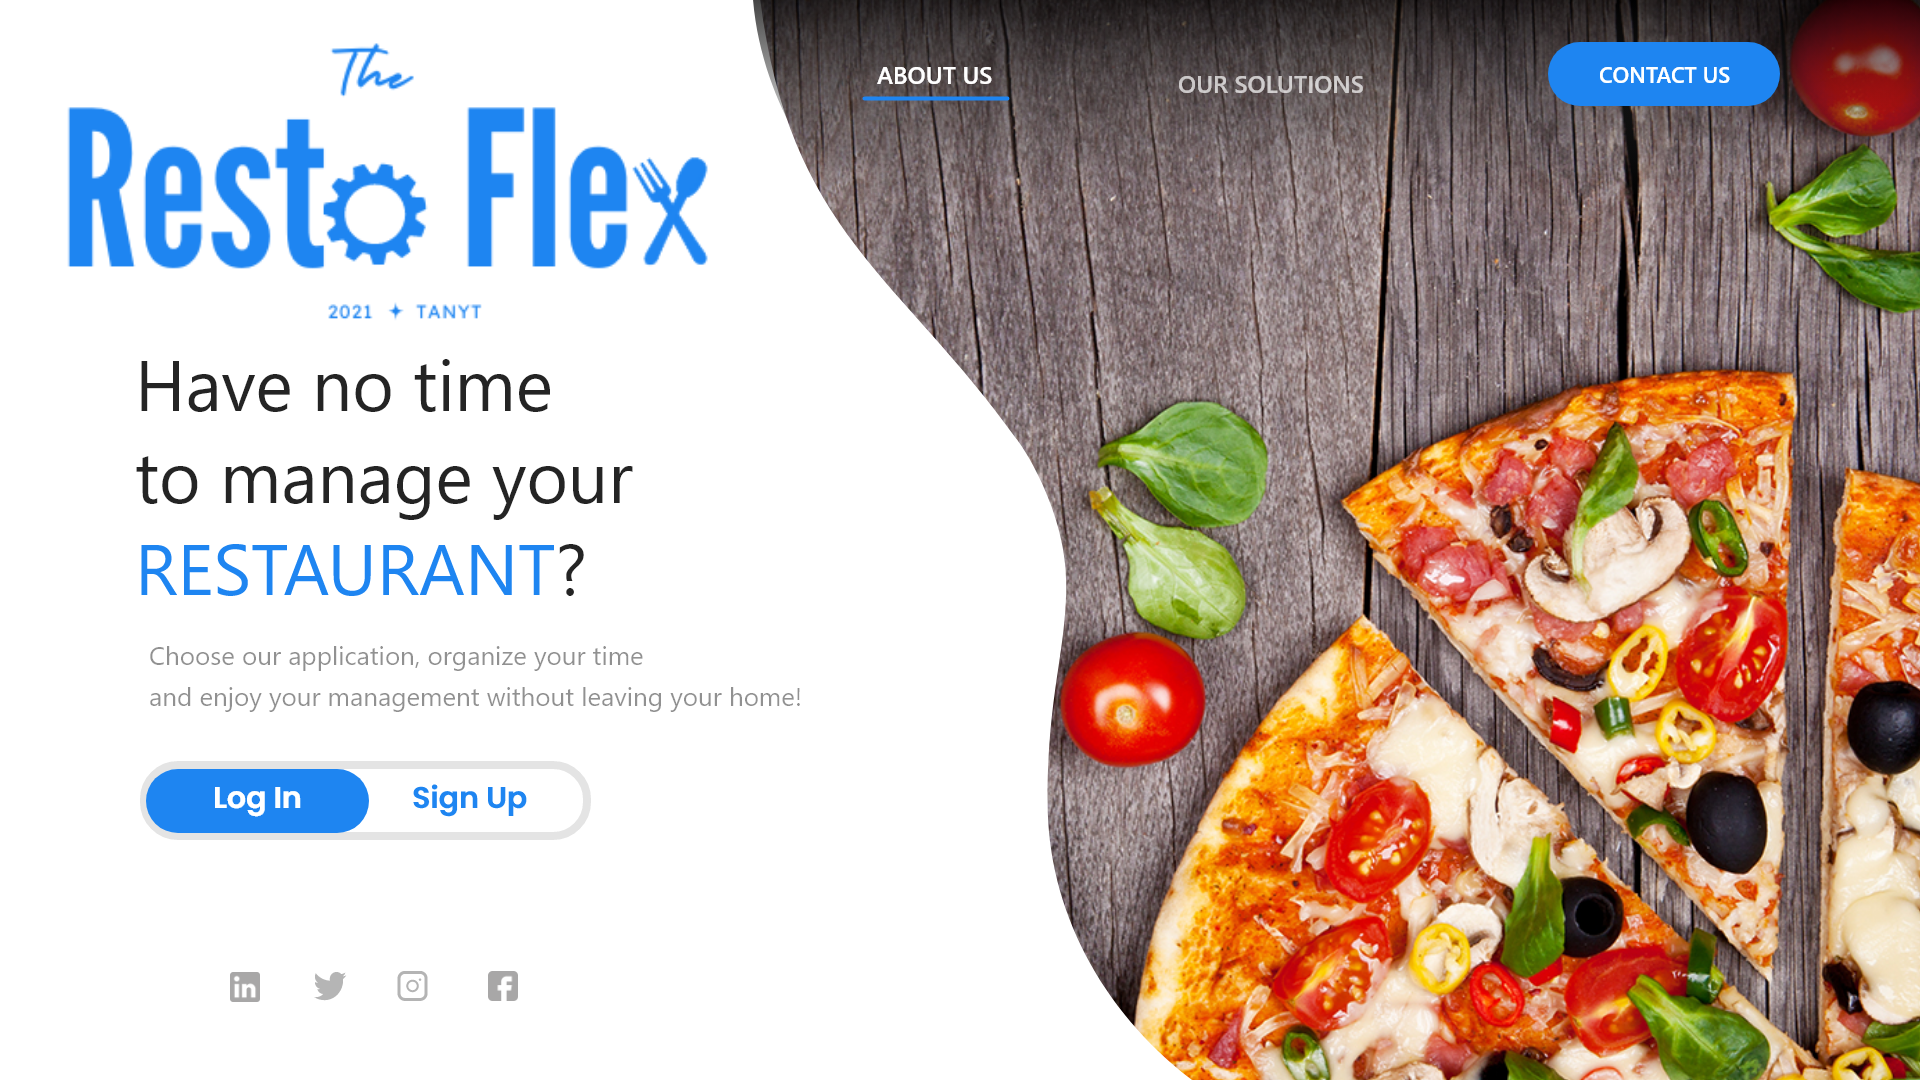 The
Resto Flex
2021 ✦ TANYT
ABOUT US
OUR SOLUTIONS
CONTACT US
Have no time
to manage your
RESTAURANT?
Choose our application, organize your time
and enjoy your management without leaving your home!
Log In
Sign Up